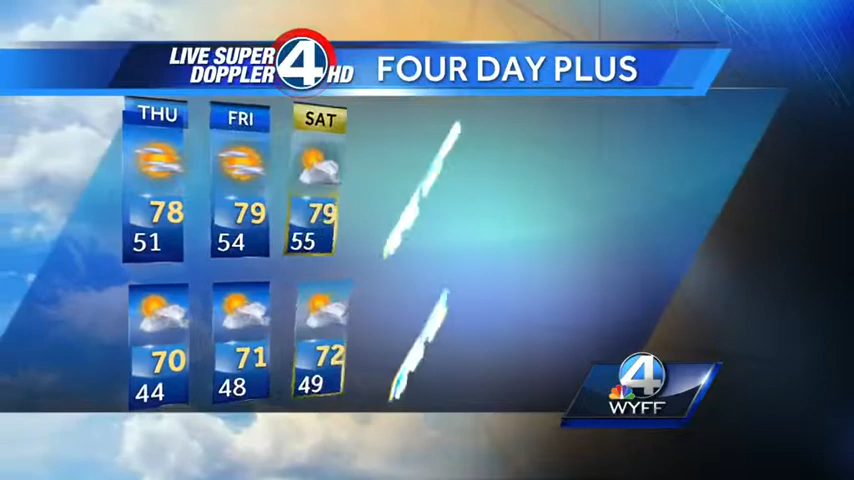 LIVE SUPER
DOPPLER 4 HD
FOUR DAY PLUS
THU FRI SAT
78 79 79
51 54 55
70 71 72
44 48 49
4
WYFF